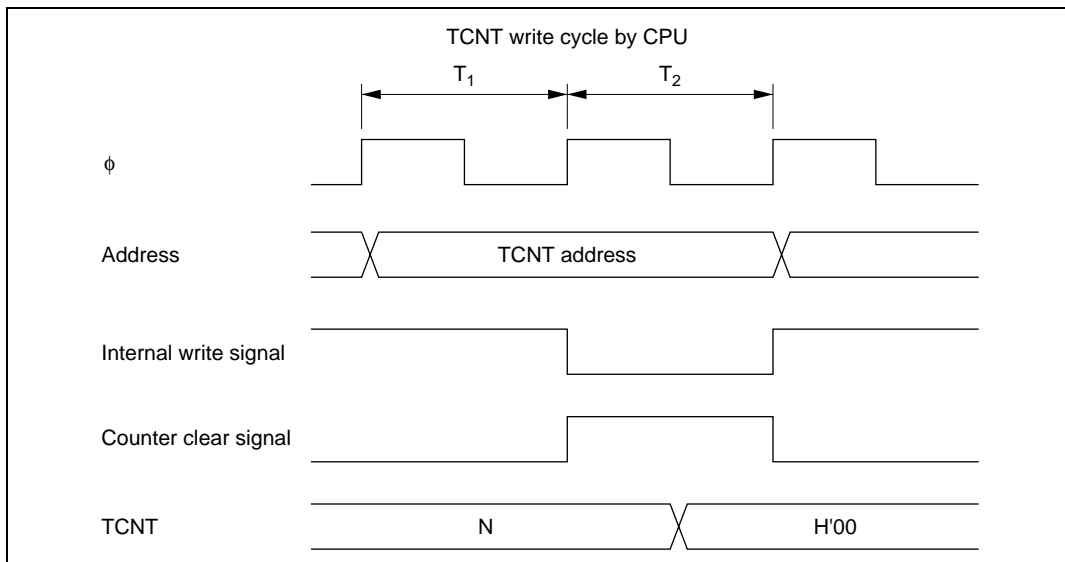 TCNT write cycle by CPU
T1 T2
ϕ
Address TCNT address
Internal write signal
Counter clear signal
TCNT N H'00